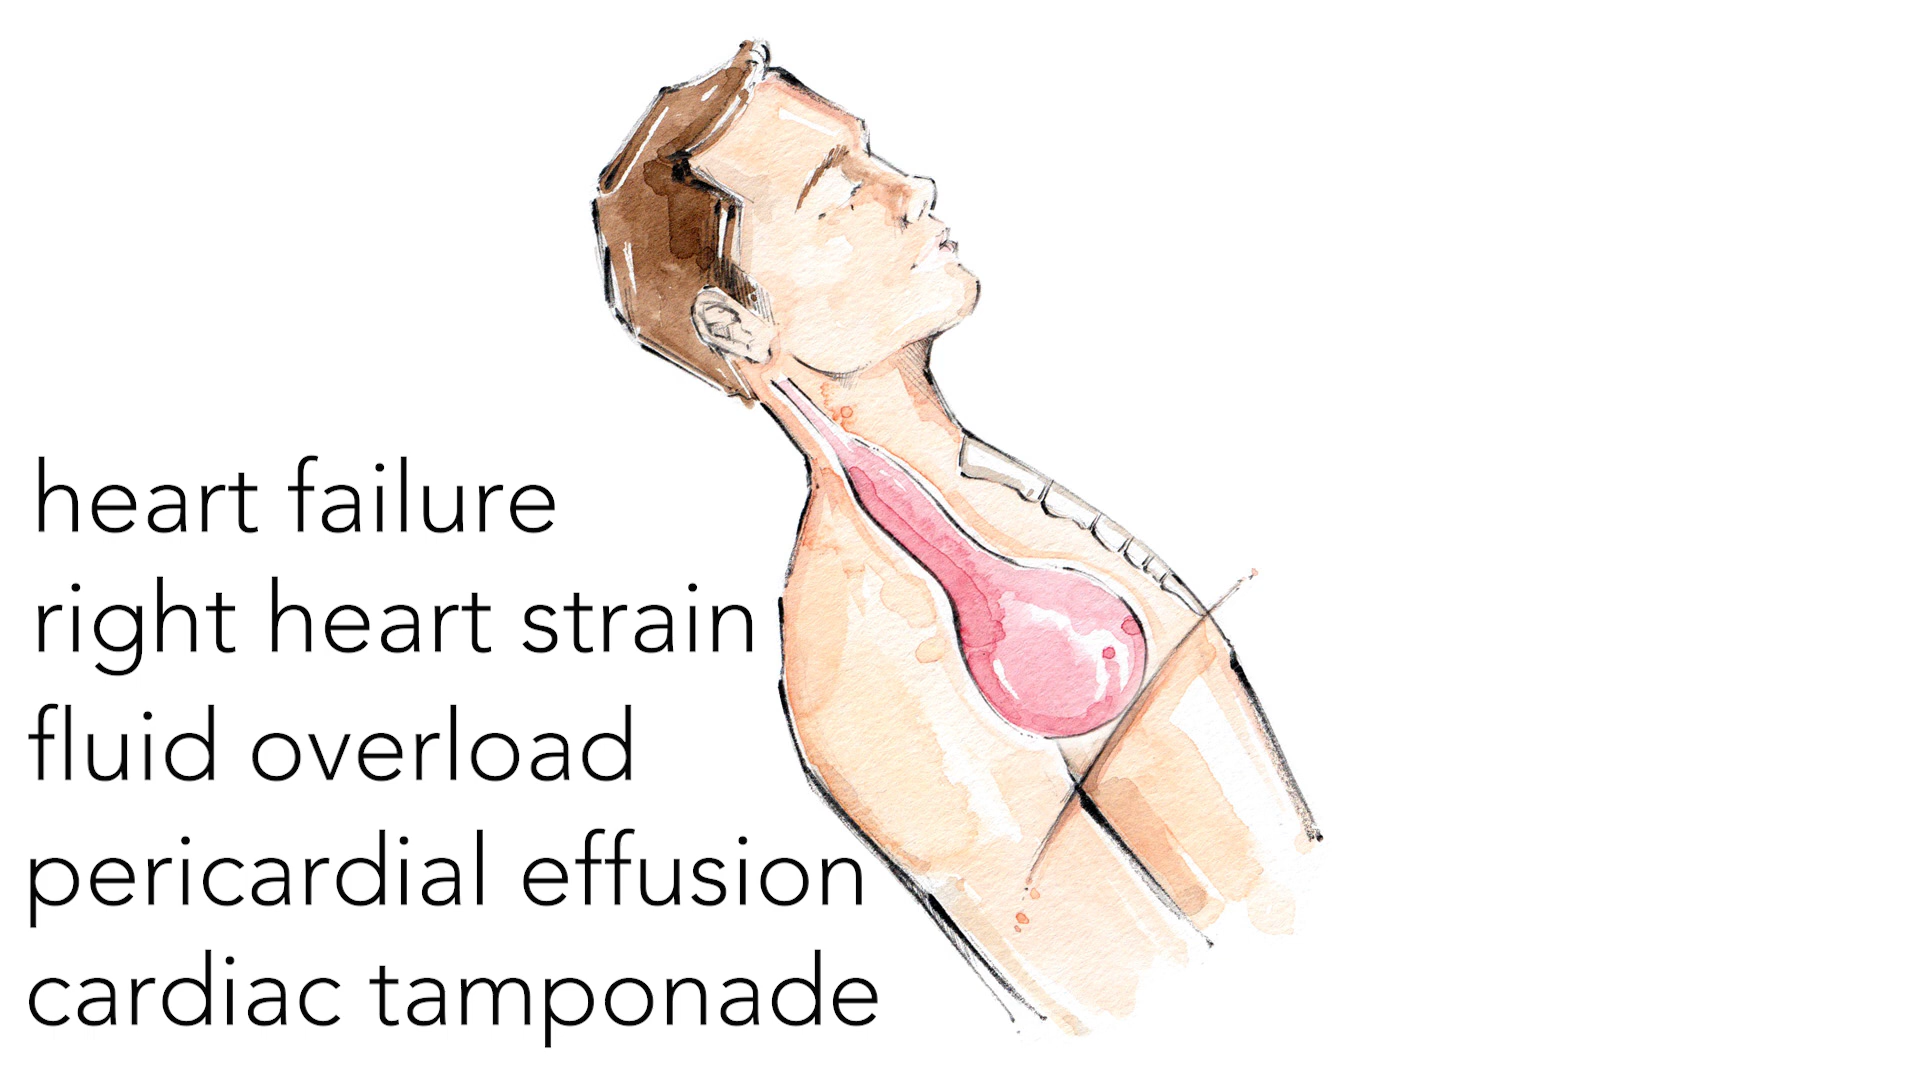 heart failure
right heart strain
fluid overload
pericardial effusion
cardiac tamponade